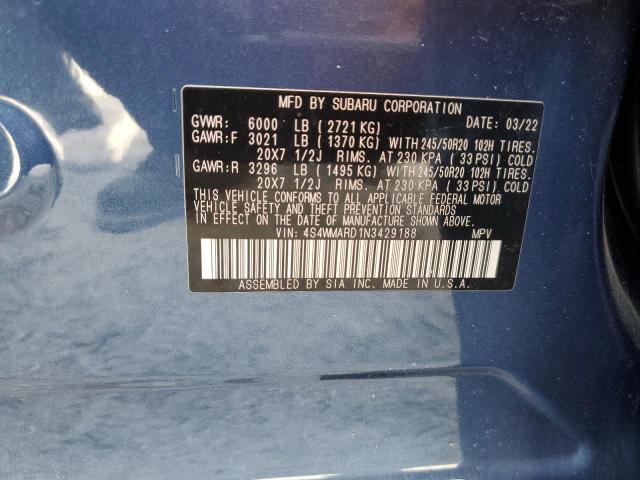 MFD BY SUBARU CORPORATION DATE: 03/22
GVWR: 6000 LB (2721 KG)
GAWR:F 3021 LB (1370 KG) WITH 245/50R20 102H TIRES.
20X7 1/2J RIMS. AT 230 KPA (33 PSI) COLD
GAWR:R 3296 LB (1495 KG) WITH 245/50R20 102H TIRES.
20X7 1/2J RIMS. AT 230 KPA (33 PSI) COLD
THIS VEHICLE CONFORMS TO ALL APPLICABLE FEDERAL MOTOR
VEHICLE SAFETY AND THEFT PREVENTION STANDARDS
IN EFFECT ON THE DATE OF MANUFACTURE SHOWN ABOVE.
VIN: 4S4WMARD1N3429188 MPV
ASSEMBLED BY SIA INC. MADE IN U.S.A.